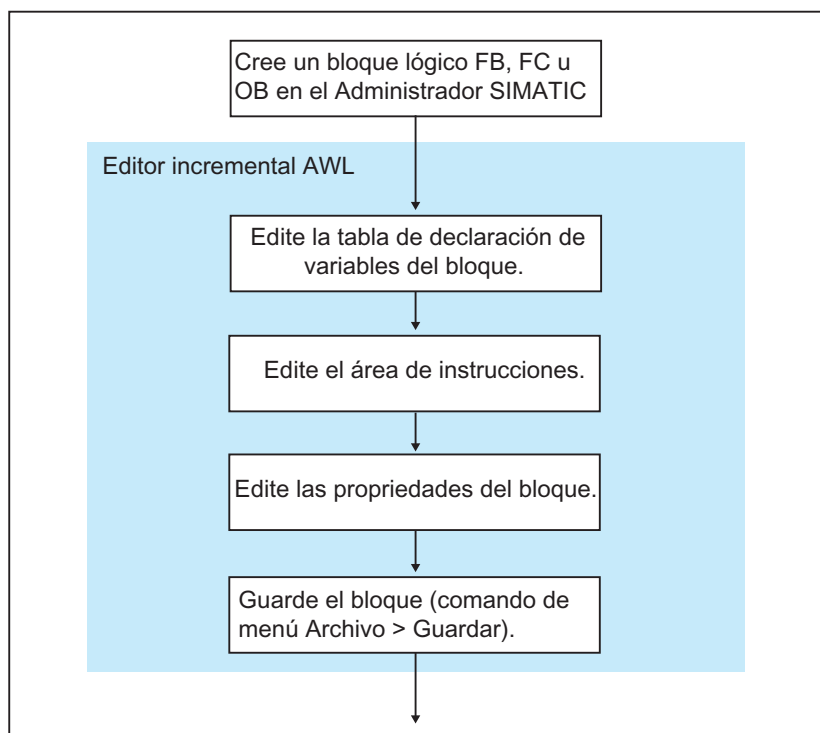 Cree un bloque lógico FB, FC u
OB en el Administrador SIMATIC
Editor incremental AWL
Edite la tabla de declaración de
variables del bloque.
Edite el área de instrucciones.
Edite las propriedades del bloque.
Guarde el bloque (comando de
menú Archivo > Guardar).